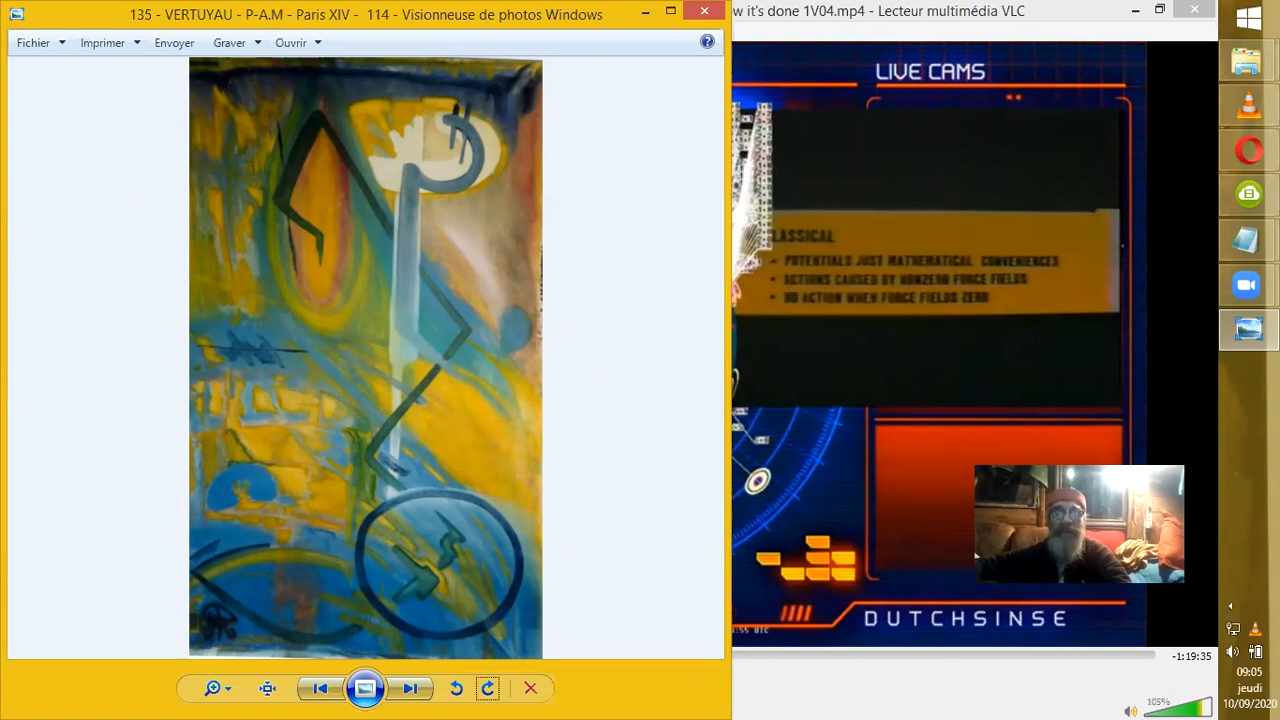 135 - VERTUYAU - P-A.M - Paris XIV - 114 - Visionneuse de photos Windows
Fichier Imprimer Envoyer Graver Ouvrir
w it's done 1V04.mp4 - Lecteur multimédia VLC
LIVE CAMS
LASSICAL
POTENTIALS JUST MATHEMATICAL CONVENIENCES
• ACTIONS CAUSED BY NONZERO FORCE FIELDS
• NO ACTION WHEN FORCE FIELDS ZERO
DUTCHSINSE
:55 UTC
-1:19:35
105%
09:05
jeudi
10/09/2020